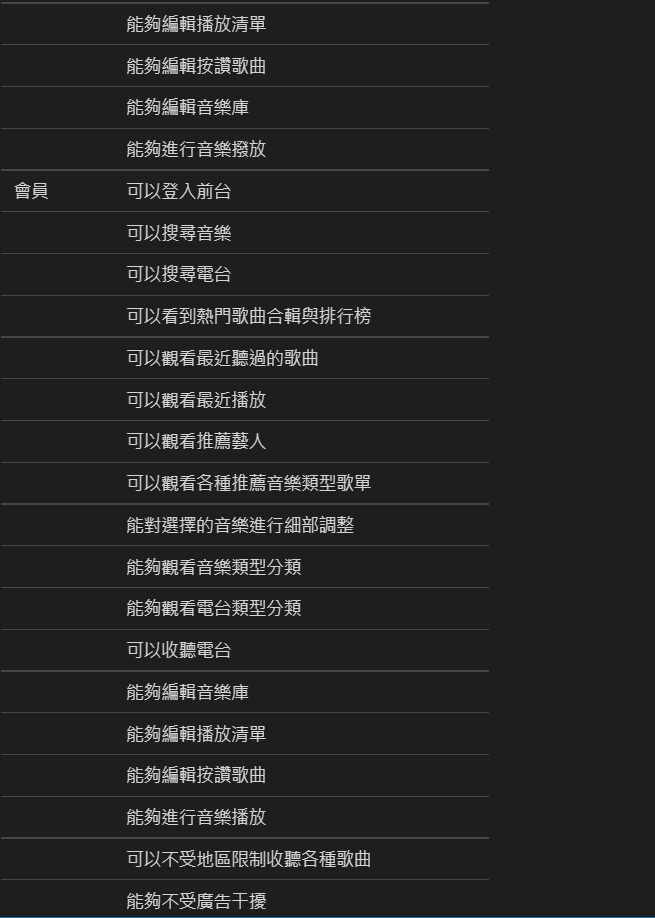 能夠編輯播放清單
能夠編輯按讚歌曲
能夠編輯音樂庫
能夠進行音樂撥放
會員 可以登入前台
可以搜尋音樂
可以搜尋電台
可以看到熱門歌曲合輯與排行榜
可以觀看最近聽過的歌曲
可以觀看最近播放
可以觀看推薦藝人
可以觀看各種推薦音樂類型歌單
能對選擇的音樂進行細部調整
能夠觀看音樂類型分類
能夠觀看電台類型分類
可以收聽電台
能夠編輯音樂庫
能夠編輯播放清單
能夠編輯按讚歌曲
能夠進行音樂播放
可以不受地區限制收聽各種歌曲
能夠不受廣告干擾